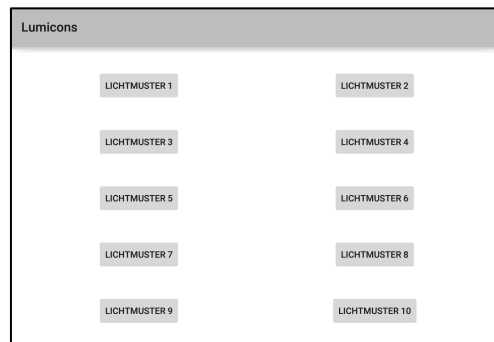 Lumicons
LICHTMUSTER 1 LICHTMUSTER 2
LICHTMUSTER 3 LICHTMUSTER 4
LICHTMUSTER 5 LICHTMUSTER 6
LICHTMUSTER 7 LICHTMUSTER 8
LICHTMUSTER 9 LICHTMUSTER 10